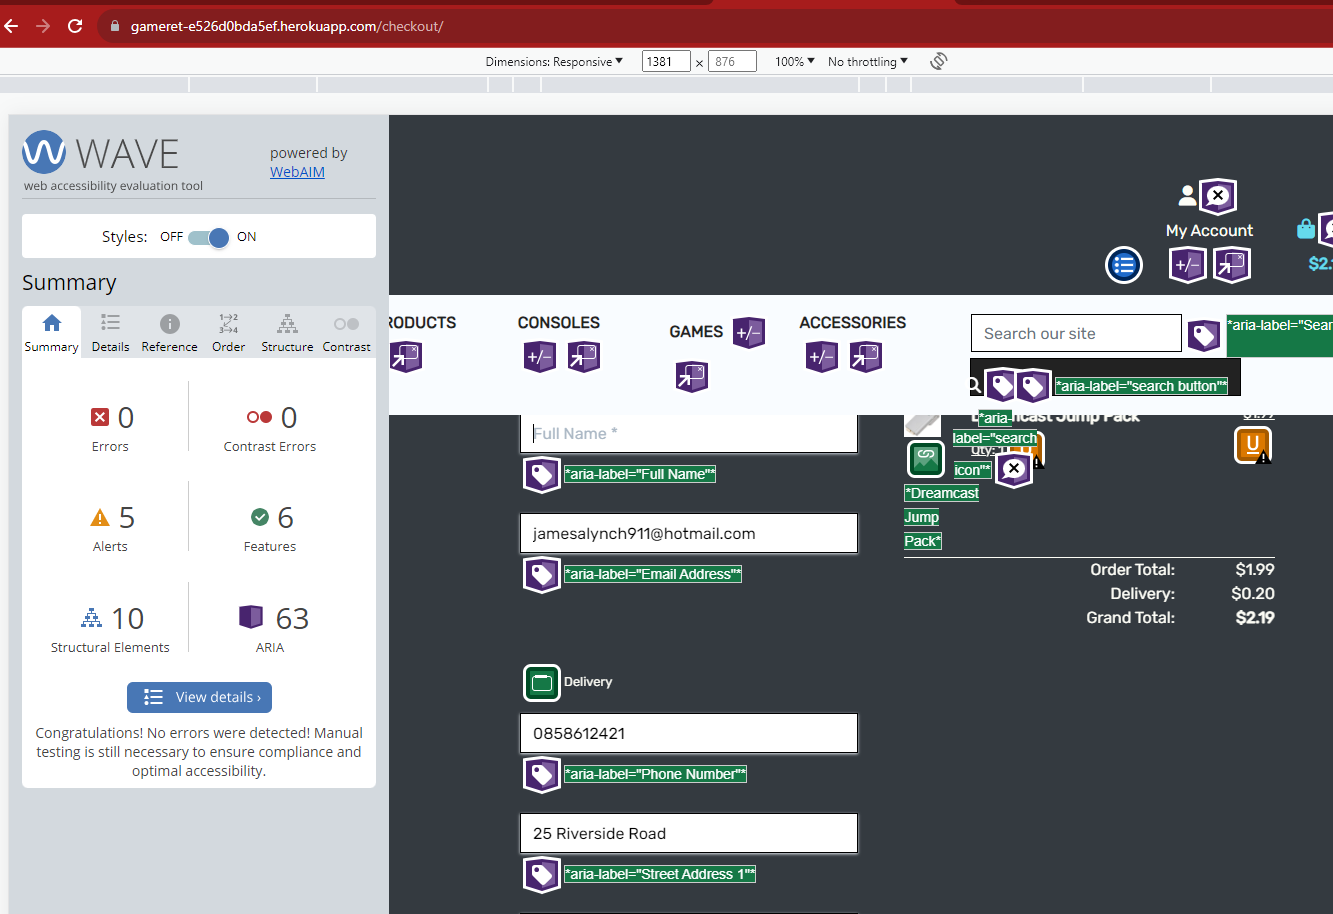 gameret-e526d0bda5ef.herokuapp.com/checkout/
Dimensions: Responsive 1381 x 876 100% No throttling
WAVE
web accessibility evaluation tool
powered by
WebAIM
Styles: OFF ON
Summary
Summary Details Reference Order Structure Contrast
0 Errors
0 Contrast Errors
5 Alerts
6 Features
10 Structural Elements
63 ARIA
View details ›
Congratulations! No errors were detected! Manual
testing is still necessary to ensure compliance and
optimal accessibility.
My Account
$2.
RODUCTS CONSOLES GAMES ACCESSORIES
Search our site
*aria-label="Sear
*aria-label="search button"*
Full Name *
*aria-label="Full Name"*
jamesalynch911@hotmail.com
*aria-label="Email Address"*
Delivery
0858612421
*aria-label="Phone Number"*
25 Riverside Road
*aria-label="Street Address 1"*
ncast Jump Pack
$1.99
*aria-
label="search
icon"*
Qty:
*Dreamcast
Jump
Pack*
Order Total: $1.99
Delivery: $0.20
Grand Total: $2.19